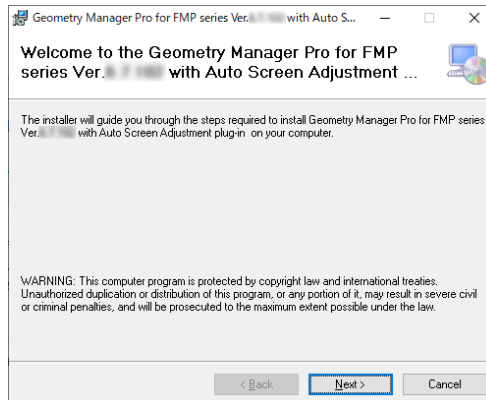 Geometry Manager Pro for FMP series Ver. with Auto S...
Welcome to the Geometry Manager Pro for FMP
series Ver. with Auto Screen Adjustment ...
The installer will guide you through the steps required to install Geometry Manager Pro for FMP series
Ver. with Auto Screen Adjustment plug-in on your computer.
WARNING: This computer program is protected by copyright law and international treaties.
Unauthorized duplication or distribution of this program, or any portion of it, may result in severe civil
or criminal penalties, and will be prosecuted to the maximum extent possible under the law.
< Back Next > Cancel